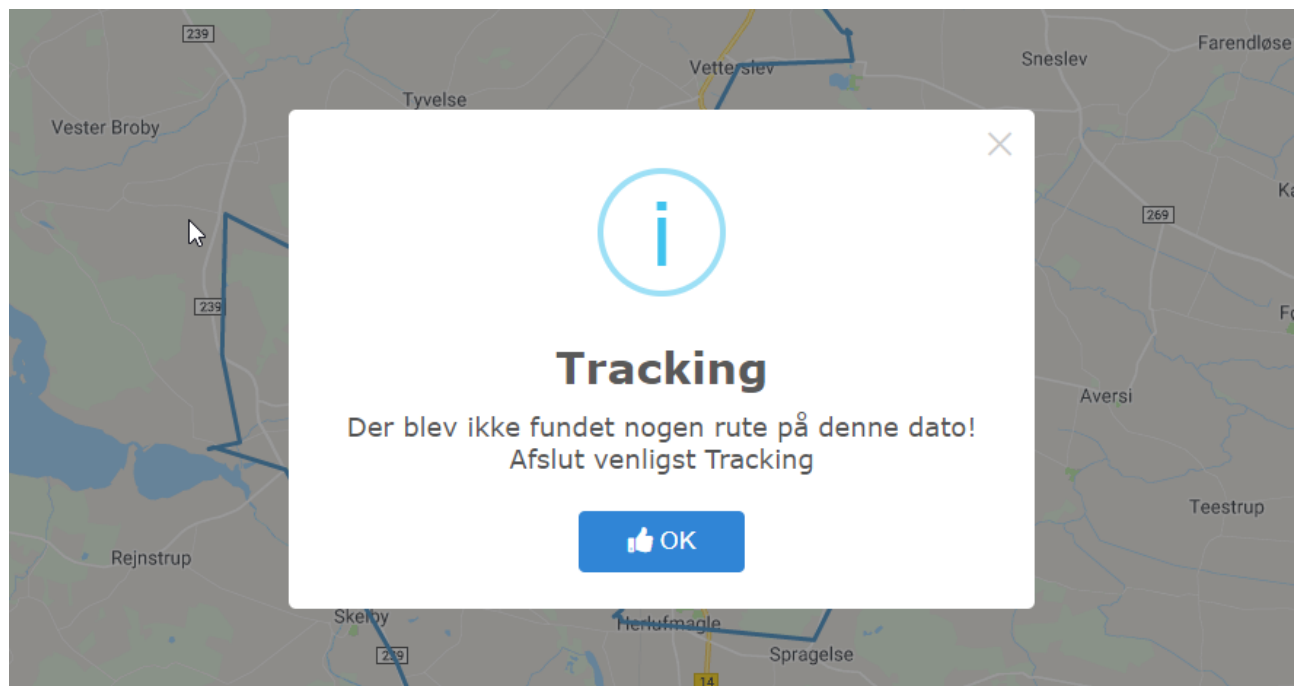 239
Farendløse
Sneslev
Vetterslev
Tyvelse
Vester Broby
269
239
Tracking
Der blev ikke fundet nogen rute på denne dato!
Afslut venligst Tracking
Aversi
OK
Teestrup
Rejnstrup
Skelby
Herlufmagle
239
Spragelse
14